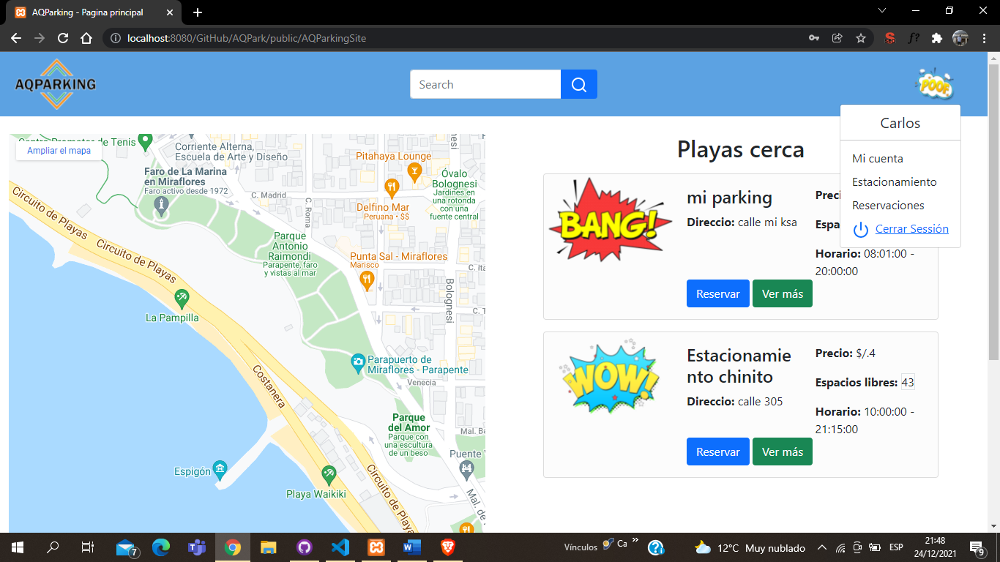 AQParking - Pagina principal
localhost:8080/GitHub/AQPark/public/AQParkingSite
AQPARKING
Search
POOF
Carlos
Mi cuenta
Estacionamiento
Reservaciones
Cerrar Sessión
Ampliar el mapa
Centro Promotor de Tenis
Corriente Alterna,
Escuela de Arte y Diseño
Faro de La Marina
en Miraflores
Faro activo desde 1972
Pitahaya Lounge
Bolognesi
Óvalo
Bolognesi
Jardines en
una rotonda
con una
fuente central
C. Madrid
C. Roma
Delfino Mar
Peruana • $$
Circuito de Playas
Circuito de Playas
Parque
Antonio
Raimondi
Parapente, faro
y vistas al mar
Punta Sal - Miraflores
Marisco
C. Ita
Bolognesi
C. T
La Pampilla
Parapuerto de
Miraflores - Parapente
Venecia
Costanera
Parque
del Amor
Parque con
una escultura
de un beso
Mal. Ba
Puente
Espigón
Playa Waikiki
Circuito de Playas
Mal. de
Playas cerca
BANG!
mi parking
Direccio: calle mi ksa
Preci
Espa
Horario: 08:01:00 -
20:00:00
Reservar
Ver más
WOW!
Estacionamie
nto chinito
Direccio: calle 305
Precio: $/.4
Espacios libres: 43
Horario: 10:00:00 -
21:15:00
Reservar
Ver más
7
Vínculos
Ca
12°C Muy nublado
ESP
21:48
24/12/2021
9